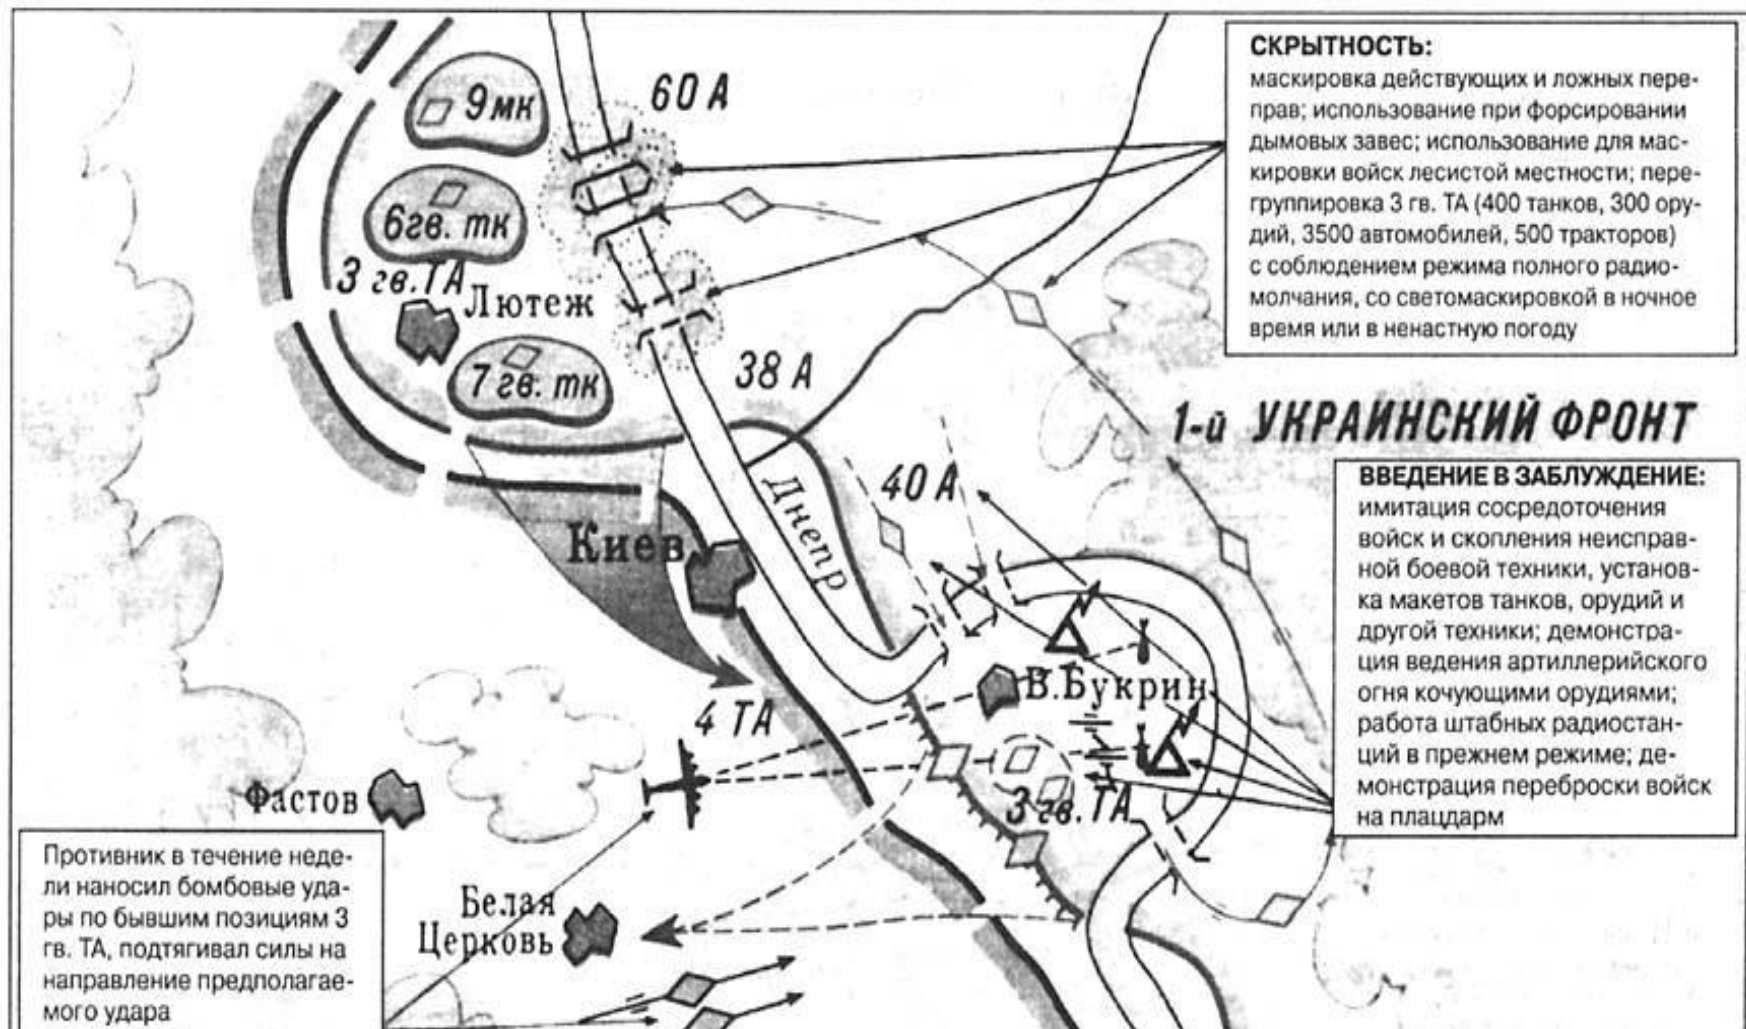 СКРЫТНОСТЬ:
маскировка действующих и ложных пере-
прав; использование при форсировании
дымовых завес; использование для мас-
кировки войск лесистой местности; пере-
группировка 3 гв. ТА (400 танков, 300 ору-
дий, 3500 автомобилей, 500 тракторов)
с соблюдением режима полного радио-
молчания, со светомаскировкой в ночное
время или в ненастную погоду
9 мк
60 А
6 гв. тк
3 гв. ТА
Лютеж
7 гв. тк
38 А
1-й УКРАИНСКИЙ ФРОНТ
40 А
Днепр
Киев
ВВЕДЕНИЕ В ЗАБЛУЖДЕНИЕ:
имитация сосредоточения
войск и скопления неисправ-
ной боевой техники, установ-
ка макетов танков, орудий и
другой техники; демонстра-
ция ведения артиллерийского
огня кочующими орудиями;
работа штабных радиостан-
ций в прежнем режиме; де-
монстрация переброски войск
на плацдарм
В.Букрин
4 ТА
3 гв. ТА
Фастов
Белая
Церковь
Противник в течение неде-
ли наносил бомбовые уда-
ры по бывшим позициям 3
гв. ТА, подтягивал силы на
направление предполагае-
мого удара